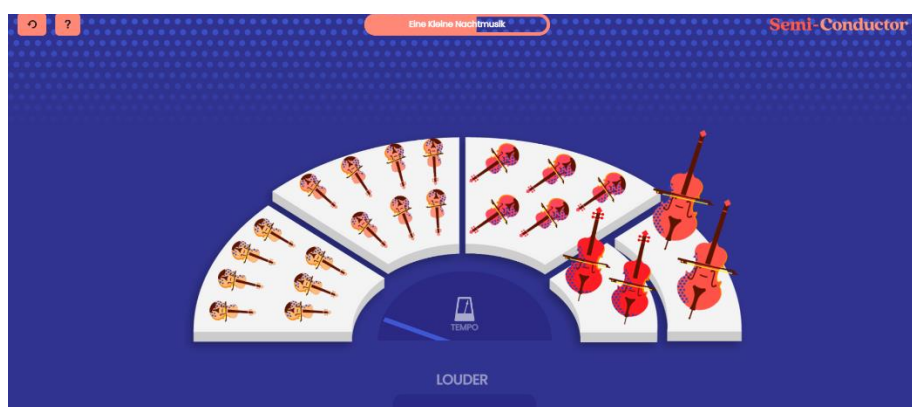 ?
Eine Kleine Nachtmusik
Semi-Conductor
TEMPO
LOUDER